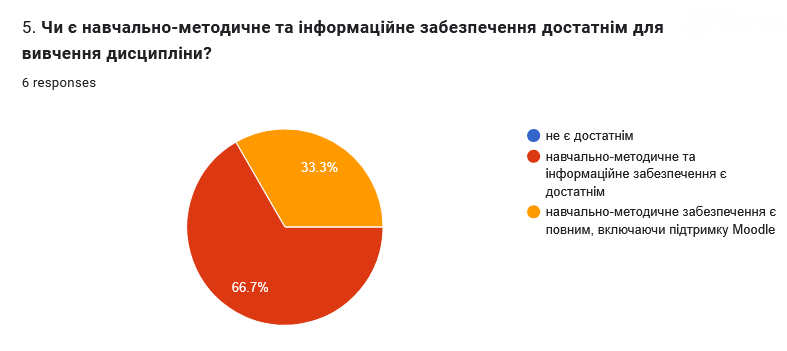 5. Чи є навчально-методичне та інформаційне забезпечення достатнім для
вивчення дисципліни?
6 responses
33.3%
66.7%
не є достатнім
навчально-методичне та
інформаційне забезпечення є
достатнім
навчально-методичне забезпечення є
повним, включаючи підтримку Moodle